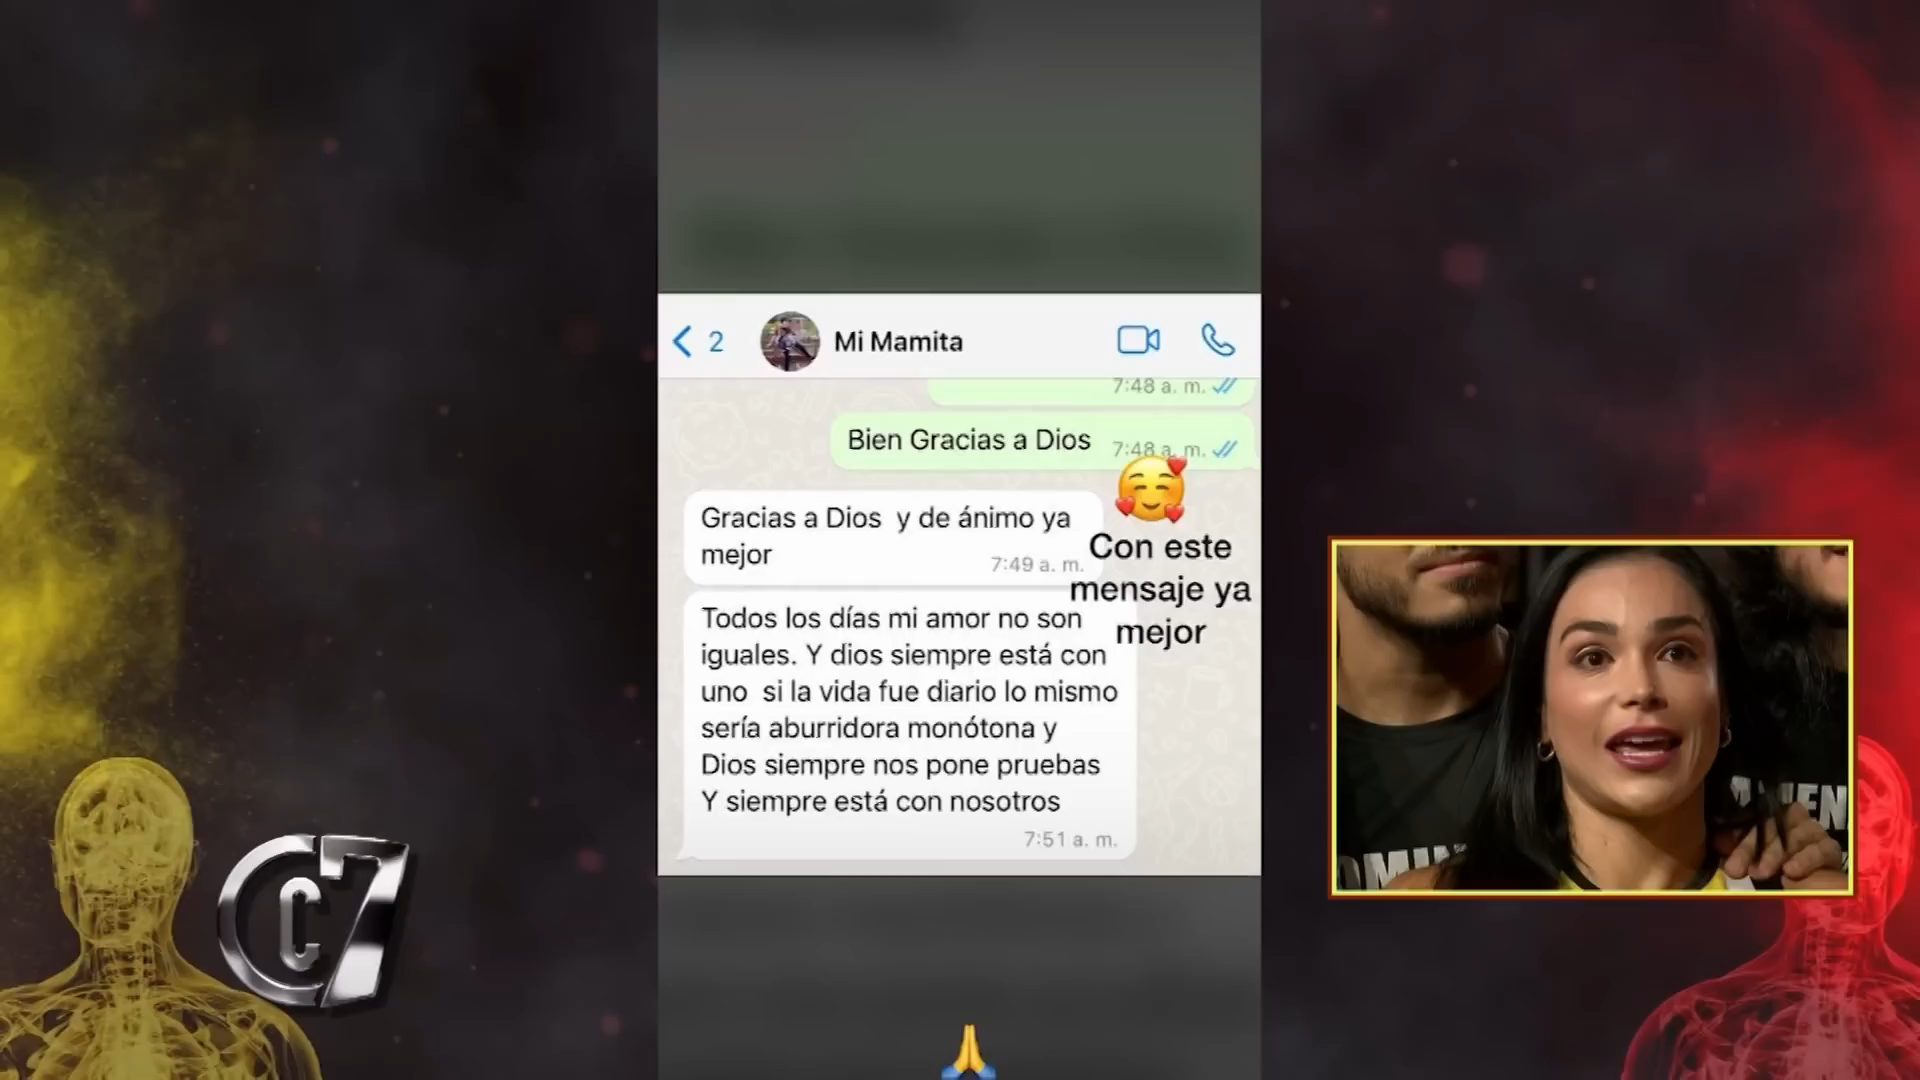 2
Mi Mamita
7:48 a. m.
Bien Gracias a Dios 7:48 a. m.
Gracias a Dios  y de ánimo ya
mejor
7:49 a. m.
Con este
mensaje ya
mejor
Todos los días mi amor no son
iguales. Y dios siempre está con
uno  si la vida fue diario lo mismo
sería aburridora monótona y
Dios siempre nos pone pruebas
Y siempre está con nosotros
7:51 a. m.
CC7